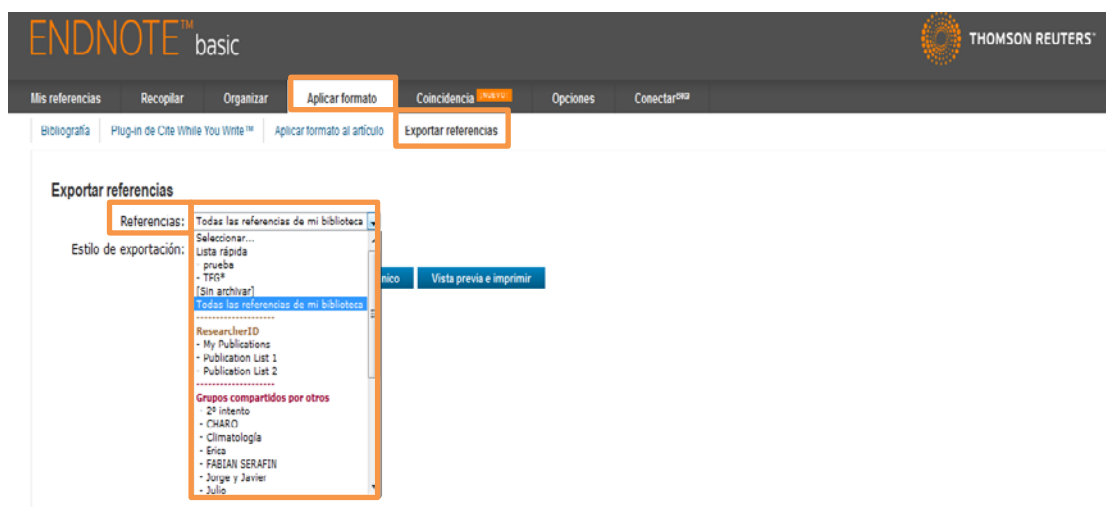 ENDNOTE™ basic
THOMSON REUTERS™
Mis referencias Recopilar Organizar Aplicar formato Coincidencia ¡NUEVO! Opciones Conectar
Bibliografía Plug-in de Cite While You Write™ Aplicar formato al artículo Exportar referencias
Exportar referencias
Referencias: Todas las referencias de mi biblioteca
Estilo de exportación:
Seleccionar...
Lista rápida
- prueba
- TFG*
[Sin archivar]
Todas las referencias de mi biblioteca
--------------------
ResearcherID
- My Publications
- Publication List 1
- Publication List 2
--------------------
Grupos compartidos por otros
- 2º intento
- CHARO
- Climatología
- Erica
- FABIAN SERAFIN
- Jorge y Javier
- Julio
nico Vista previa e imprimir